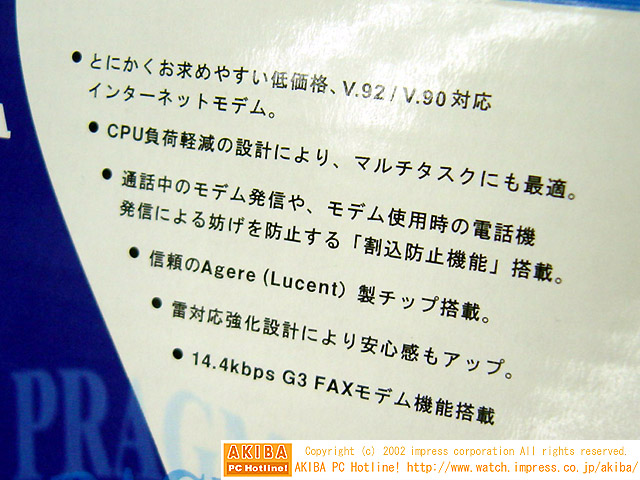 ●とにかくお求めやすい低価格、V.92 / V.90対応
インターネットモデム。
●CPU負荷軽減の設計により、マルチタスクにも最適。
●通話中のモデム発信や、モデム使用時の電話機
発信による妨げを防止する「割込防止機能」搭載。
●信頼のAgere (Lucent) 製チップ搭載。
●雷対応強化設計により安心感もアップ。
●14.4kbps G3 FAXモデム機能搭載
PRAGM
AKIBA
PC Hotline!
Copyright (c) 2002 impress corporation All rights reserved.
AKIBA PC Hotline! http://www.watch.impress.co.jp/akiba/